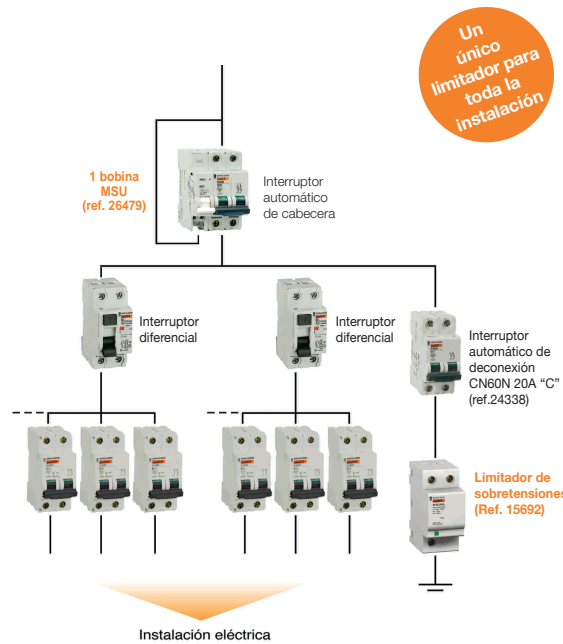 Un
único
limitador para
toda la
instalación
1 bobina
MSU
(ref. 26479)
Interruptor
automático
de cabecera
Interruptor
diferencial
Interruptor
diferencial
Interruptor
automático de
deconexión
CN60N 20A “C”
(ref.24338)
Limitador de
sobretensiones
(Ref. 15692)
Instalación eléctrica